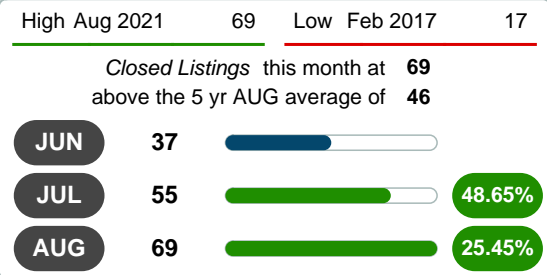 High Aug 2021 69 Low Feb 2017 17
Closed Listings this month at 69
above the 5 yr AUG average of 46
JUN 37
JUL 55 48.65%
AUG 69 25.45%